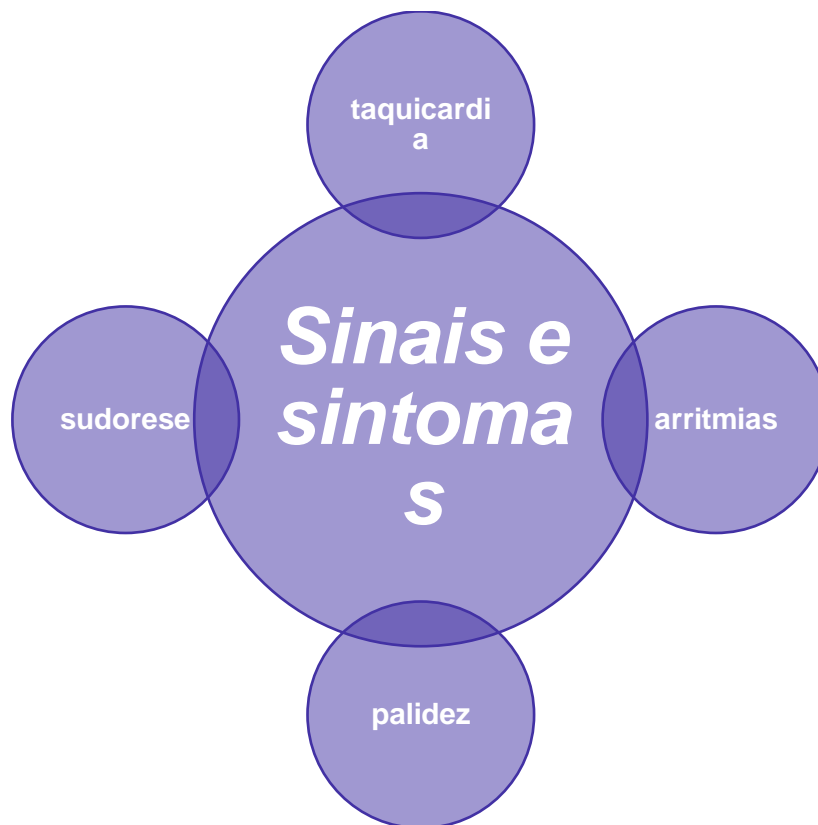 taquicardi
a
Sinais e
sintoma
s
sudorese
arritmias
palidez